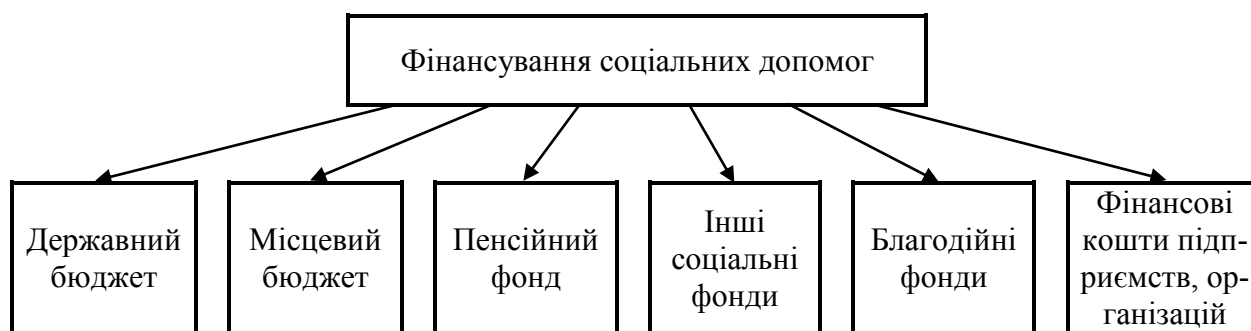 Фінансування соціальних допомог
Державний
бюджет
Місцевий
бюджет
Пенсійний
фонд
Інші
соціальні
фонди
Благодійні
фонди
Фінансові
кошти підп-
риємств, ор-
ганізацій